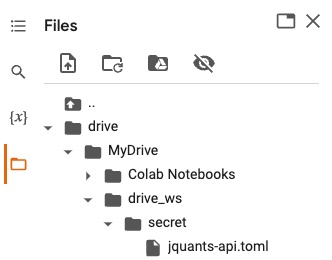 Files
{x}
..
drive
MyDrive
Colab Notebooks
drive_ws
secret
jquants-api.toml